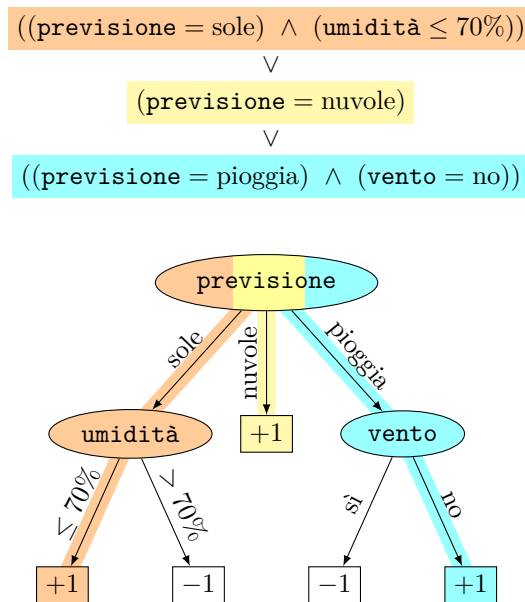 ((previsione = sole) ∧ (umidità ≤ 70%))
∨
(previsione = nuvole)
∨
((previsione = pioggia) ∧ (vento = no))
previsione
sole
nuvole
pioggia
umidità
+1
vento
≤ 70%
> 70%
sì
no
+1
−1
−1
+1